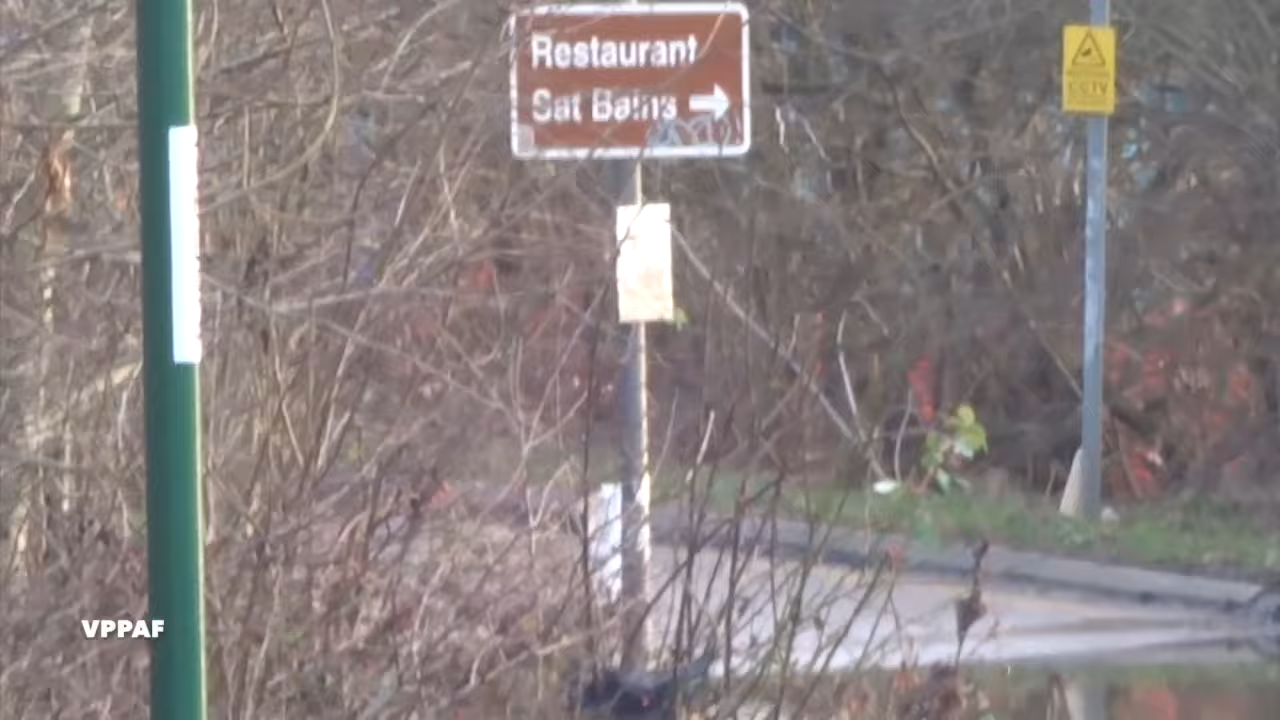 Restaurant
Sat Bains →
CCTV
VPPAF